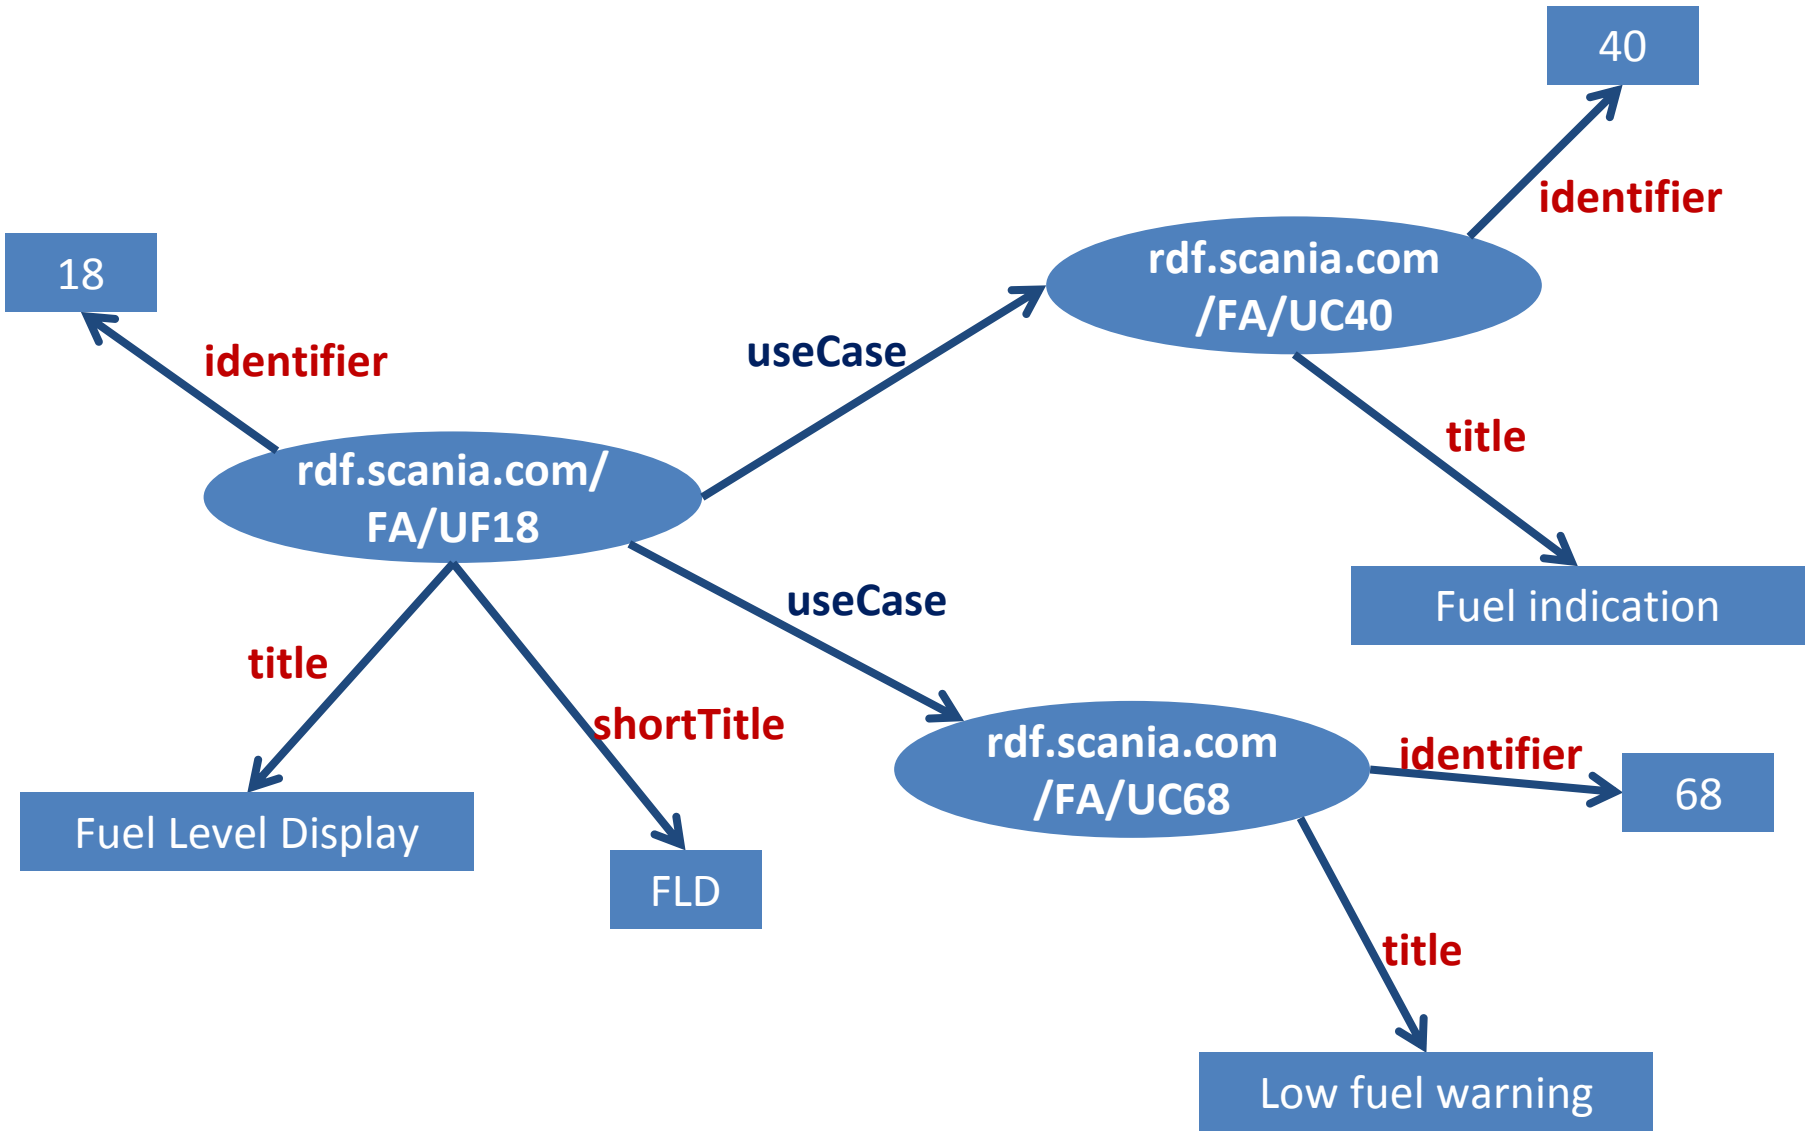 40
identifier
rdf.scania.com
/FA/UC40
18
identifier
useCase
title
rdf.scania.com/
FA/UF18
Fuel indication
useCase
title
shortTitle
rdf.scania.com
/FA/UC68
identifier
68
Fuel Level Display
FLD
title
Low fuel warning